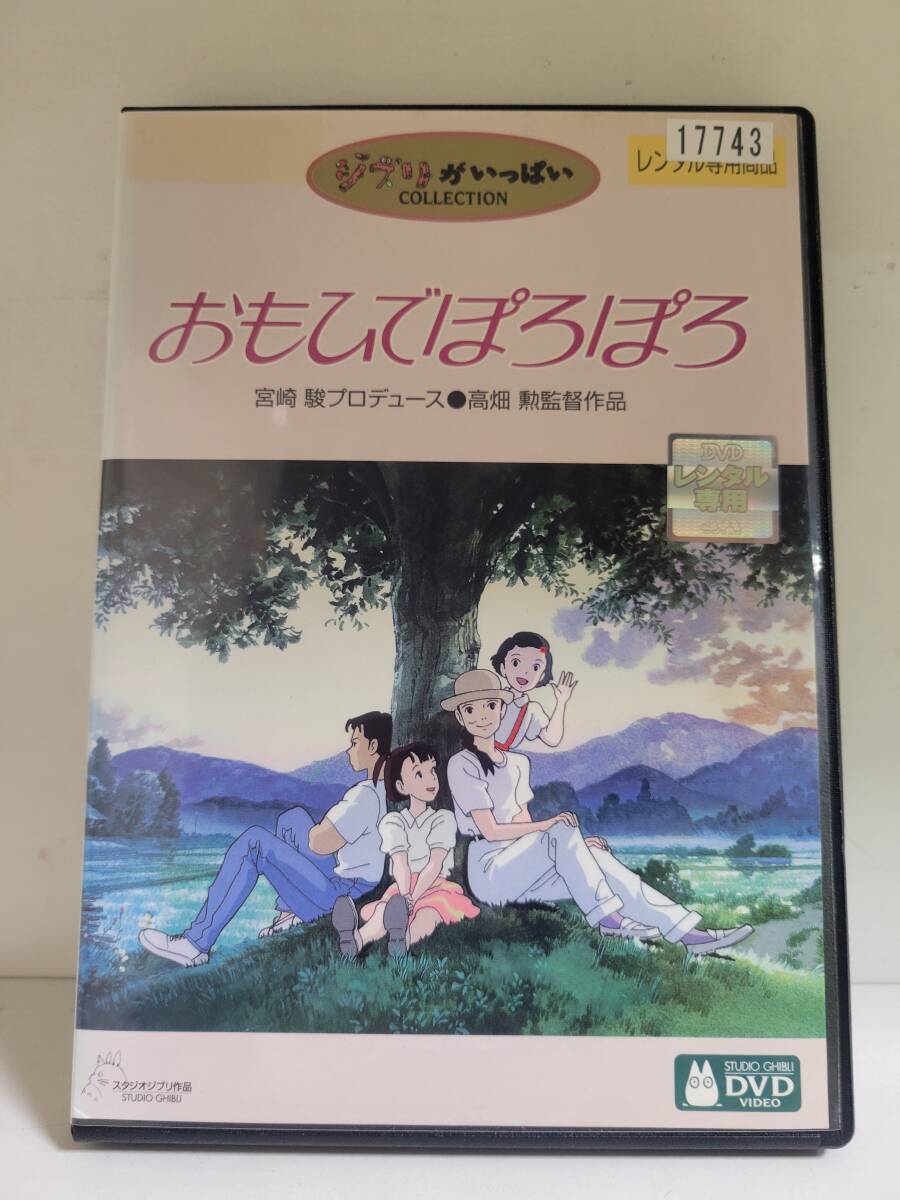 17743
レンタル専用商品
ジブリがいっぱい
COLLECTION
おもひでぽろぽろ
宮崎 駿プロデュース●高畑 勲監督作品
DVD
レンタル
専用
スタジオジブリ作品
STUDIO GHIBLI
STUDIO GHIBLI
DVD
VIDEO